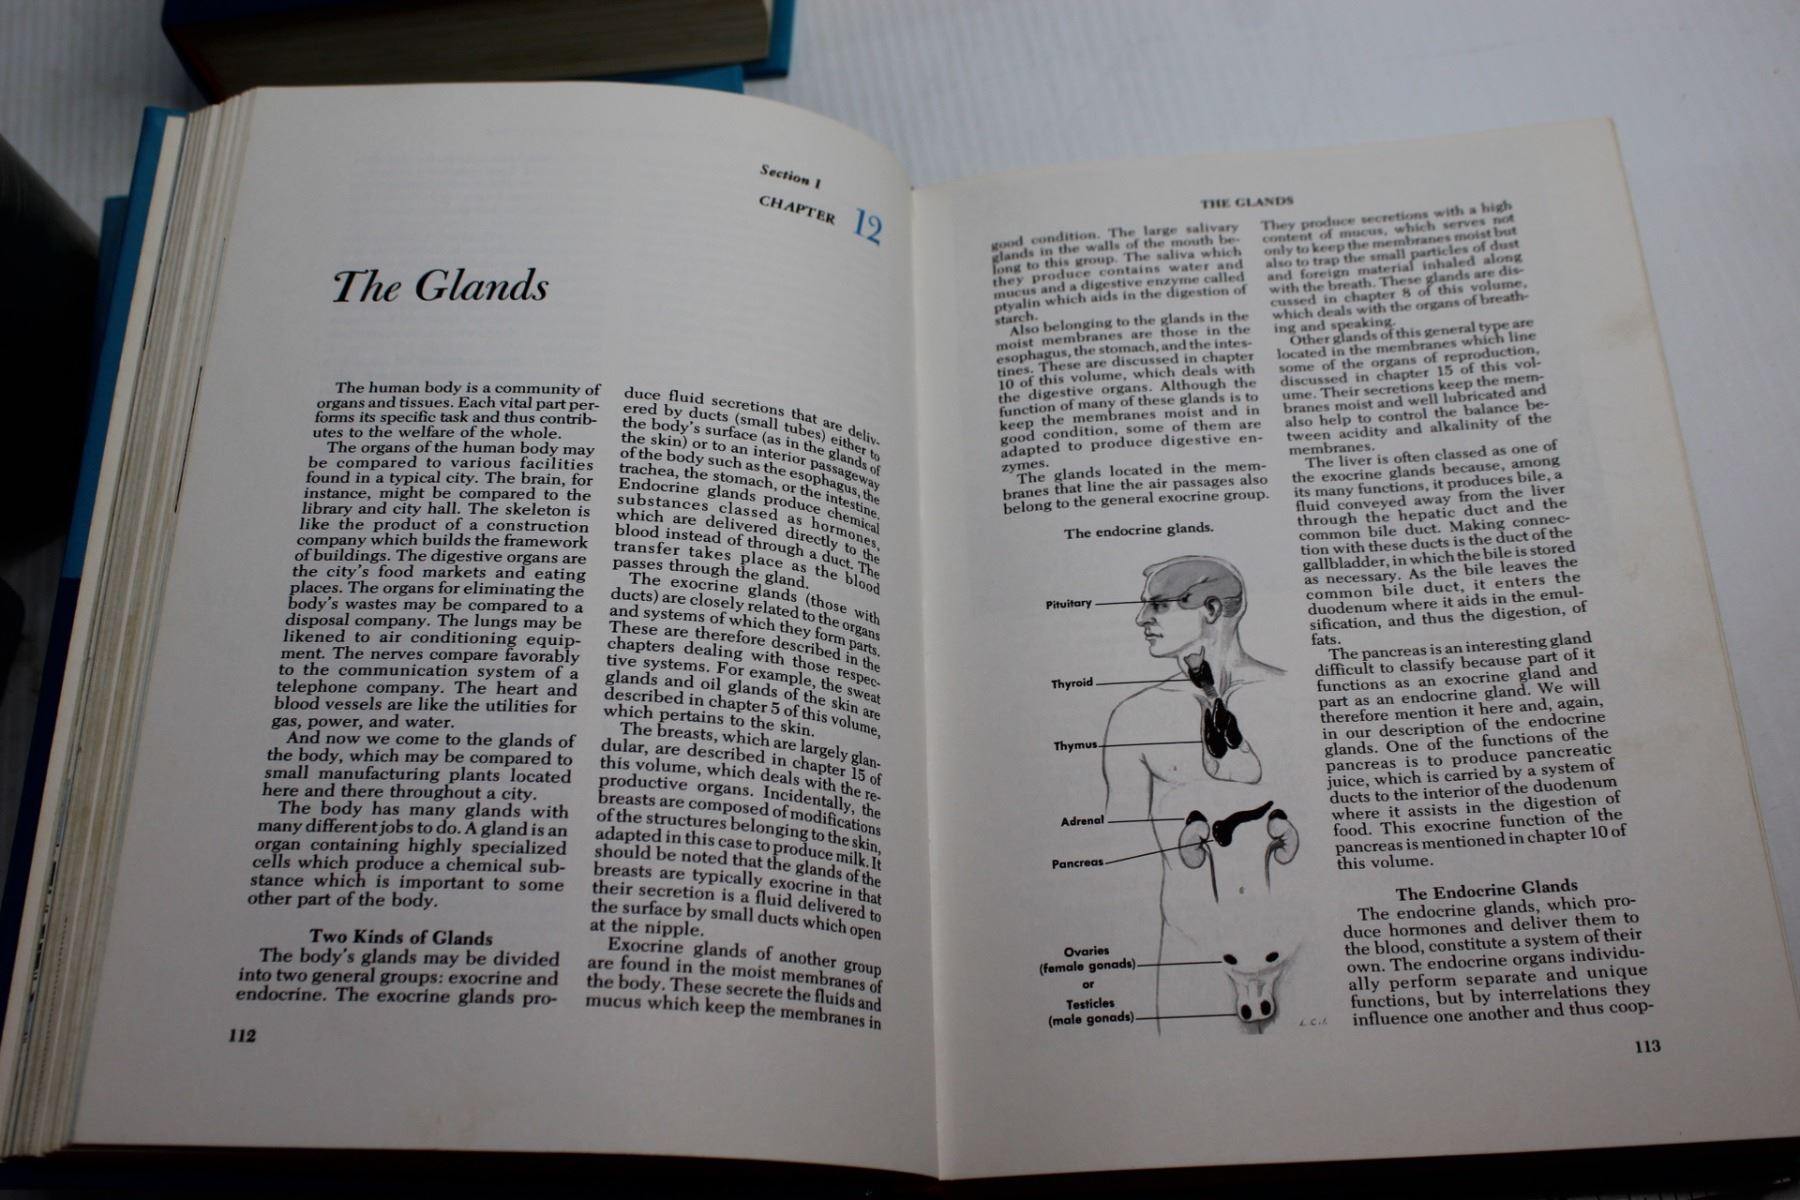 Section 1
CHAPTER 12
The Glands
The human body is a community of
organs and tissues. Each vital part per-
forms its specific task and thus contrib-
utes to the welfare of the whole.
The organs of the human body may
be compared to various facilities
found in a typical city. The brain, for
instance, might be compared to the
library and city hall. The skeleton is
like the product of a construction
company which builds the framework
of buildings. The digestive organs are
the city's food markets and eating
places. The organs for eliminating the
body's wastes may be compared to a
disposal company. The lungs may be
likened to air conditioning equip-
ment. The nerves compare favorably
to the communication system of a
telephone company. The heart and
blood vessels are like the utilities for
gas, power, and water.
And now we come to the glands of
the body, which may be compared to
small manufacturing plants located
here and there throughout a city.
The body has many glands with
many different jobs to do. A gland is an
organ containing highly specialized
cells which produce a chemical sub-
stance which is important to some
other part of the body.
Two Kinds of Glands
The body's glands may be divided
into two general groups: exocrine and
endocrine. The exocrine glands pro-
112
duce fluid secretions that are deliv-
ered by ducts (small tubes) either to
the body's surface (as in the glands of
the skin) or to an interior passageway
of the body such as the esophagus, the
trachea, the stomach, or the intestine.
Endocrine glands produce chemical
substances classed as hormones,
which are delivered directly to the
blood instead of through a duct. The
transfer takes place as the blood
passes through the gland.
The exocrine glands (those with
ducts) are closely related to the organs
and systems of which they form parts.
These are therefore described in the
chapters dealing with those respec-
tive systems. For example, the sweat
glands and oil glands of the skin are
described in chapter 5 of this volume,
which pertains to the skin.
The breasts, which are largely glan-
dular, are described in chapter 15 of
this volume, which deals with the re-
productive organs. Incidentally, the
breasts are composed of modifications
of the structures belonging to the skin,
adapted in this case to produce milk. It
should be noted that the glands of the
breasts are typically exocrine in that
their secretion is a fluid delivered to
the surface by small ducts which open
at the nipple.
Exocrine glands of another group
are found in the moist membranes of
the body. These secrete the fluids and
mucus which keep the membranes in
THE GLANDS
good condition. The large salivary
glands in the walls of the mouth be-
long to this group. The saliva which
they produce contains water and
mucus and a digestive enzyme called
ptyalin which aids in the digestion of
starch.
Also belonging to the glands in the
moist membranes are those in the
esophagus, the stomach, and the intes-
tines. These are discussed in chapter
10 of this volume, which deals with
the digestive organs. Although the
function of many of these glands is to
keep the membranes moist and in
good condition, some of them are
adapted to produce digestive en-
zymes.
The glands located in the mem-
branes that line the air passages also
belong to the general exocrine group.
The endocrine glands.
Pituitary
Thyroid
Thymus
Adrenal
Pancreas
Ovaries
(female gonads)
or
Testicles
(male gonads)
L.C.I.
They produce secretions with a high
content of mucus, which serves not
only to keep the membranes moist but
also to trap the small particles of dust
and foreign material inhaled along
with the breath. These glands are dis-
cussed in chapter 8 of this volume,
which deals with the organs of breath-
ing and speaking.
Other glands of this general type are
located in the membranes which line
some of the organs of reproduction,
discussed in chapter 15 of this vol-
ume. Their secretions keep the mem-
branes moist and well lubricated and
also help to control the balance be-
tween acidity and alkalinity of the
membranes.
The liver is often classed as one of
the exocrine glands because, among
its many functions, it produces bile, a
fluid conveyed away from the liver
through the hepatic duct and the
common bile duct. Making connec-
tion with these ducts is the duct of the
gallbladder, in which the bile is stored
as necessary. As the bile leaves the
common bile duct, it enters the
duodenum where it aids in the emul-
sification, and thus the digestion, of
fats.
The pancreas is an interesting gland
difficult to classify because part of it
functions as an exocrine gland and
part as an endocrine gland. We will
therefore mention it here and, again,
in our description of the endocrine
glands. One of the functions of the
pancreas is to produce pancreatic
juice, which is carried by a system of
ducts to the interior of the duodenum
where it assists in the digestion of
food. This exocrine function of the
pancreas is mentioned in chapter 10 of
this volume.
The Endocrine Glands
The endocrine glands, which pro-
duce hormones and deliver them to
the blood, constitute a system of their
own. The endocrine organs individu-
ally perform separate and unique
functions, but by interrelations they
influence one another and thus coop-
113